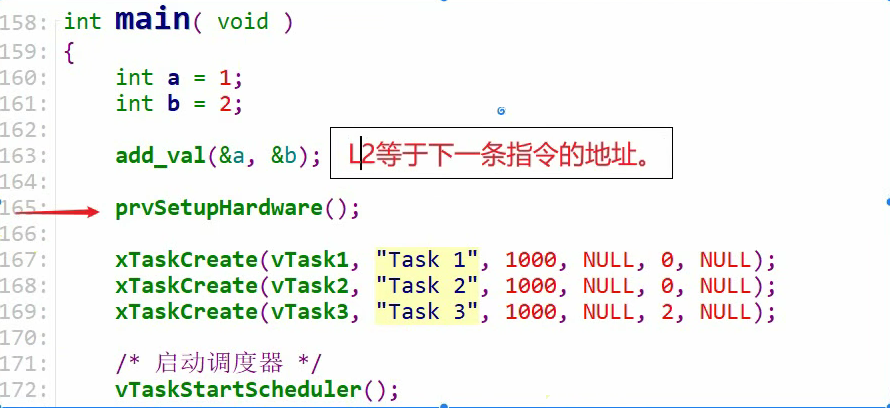 158: int main( void )
159: {
160:     int a = 1;
161:     int b = 2;
162:
163:     add_val(&a, &b); L2等于下一条指令的地址。
164:
165:     prvSetupHardware();
166:
167:     xTaskCreate(vTask1, "Task 1", 1000, NULL, 0, NULL);
168:     xTaskCreate(vTask2, "Task 2", 1000, NULL, 0, NULL);
169:     xTaskCreate(vTask3, "Task 3", 1000, NULL, 2, NULL);
170:
171:     /* 启动调度器 */
172:     vTaskStartScheduler();